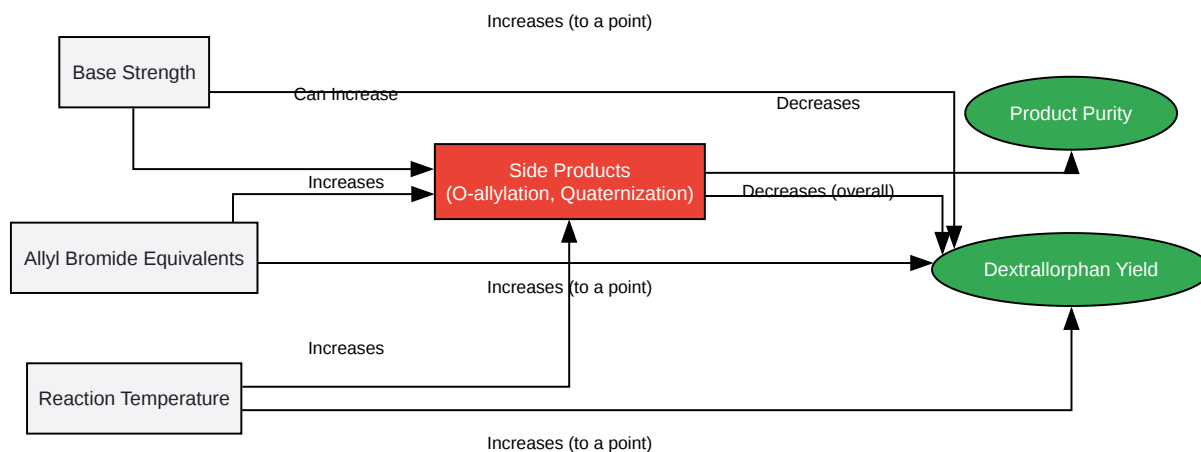 Increases (to a point)
Base Strength
Can Increase
Decreases
Product Purity
Side Products
(O-allylation, Quaternization)
Increases
Decreases (overall)
Allyl Bromide Equivalents
Dextrallorphan Yield
Increases (to a point)
Increases
Reaction Temperature
Increases (to a point)